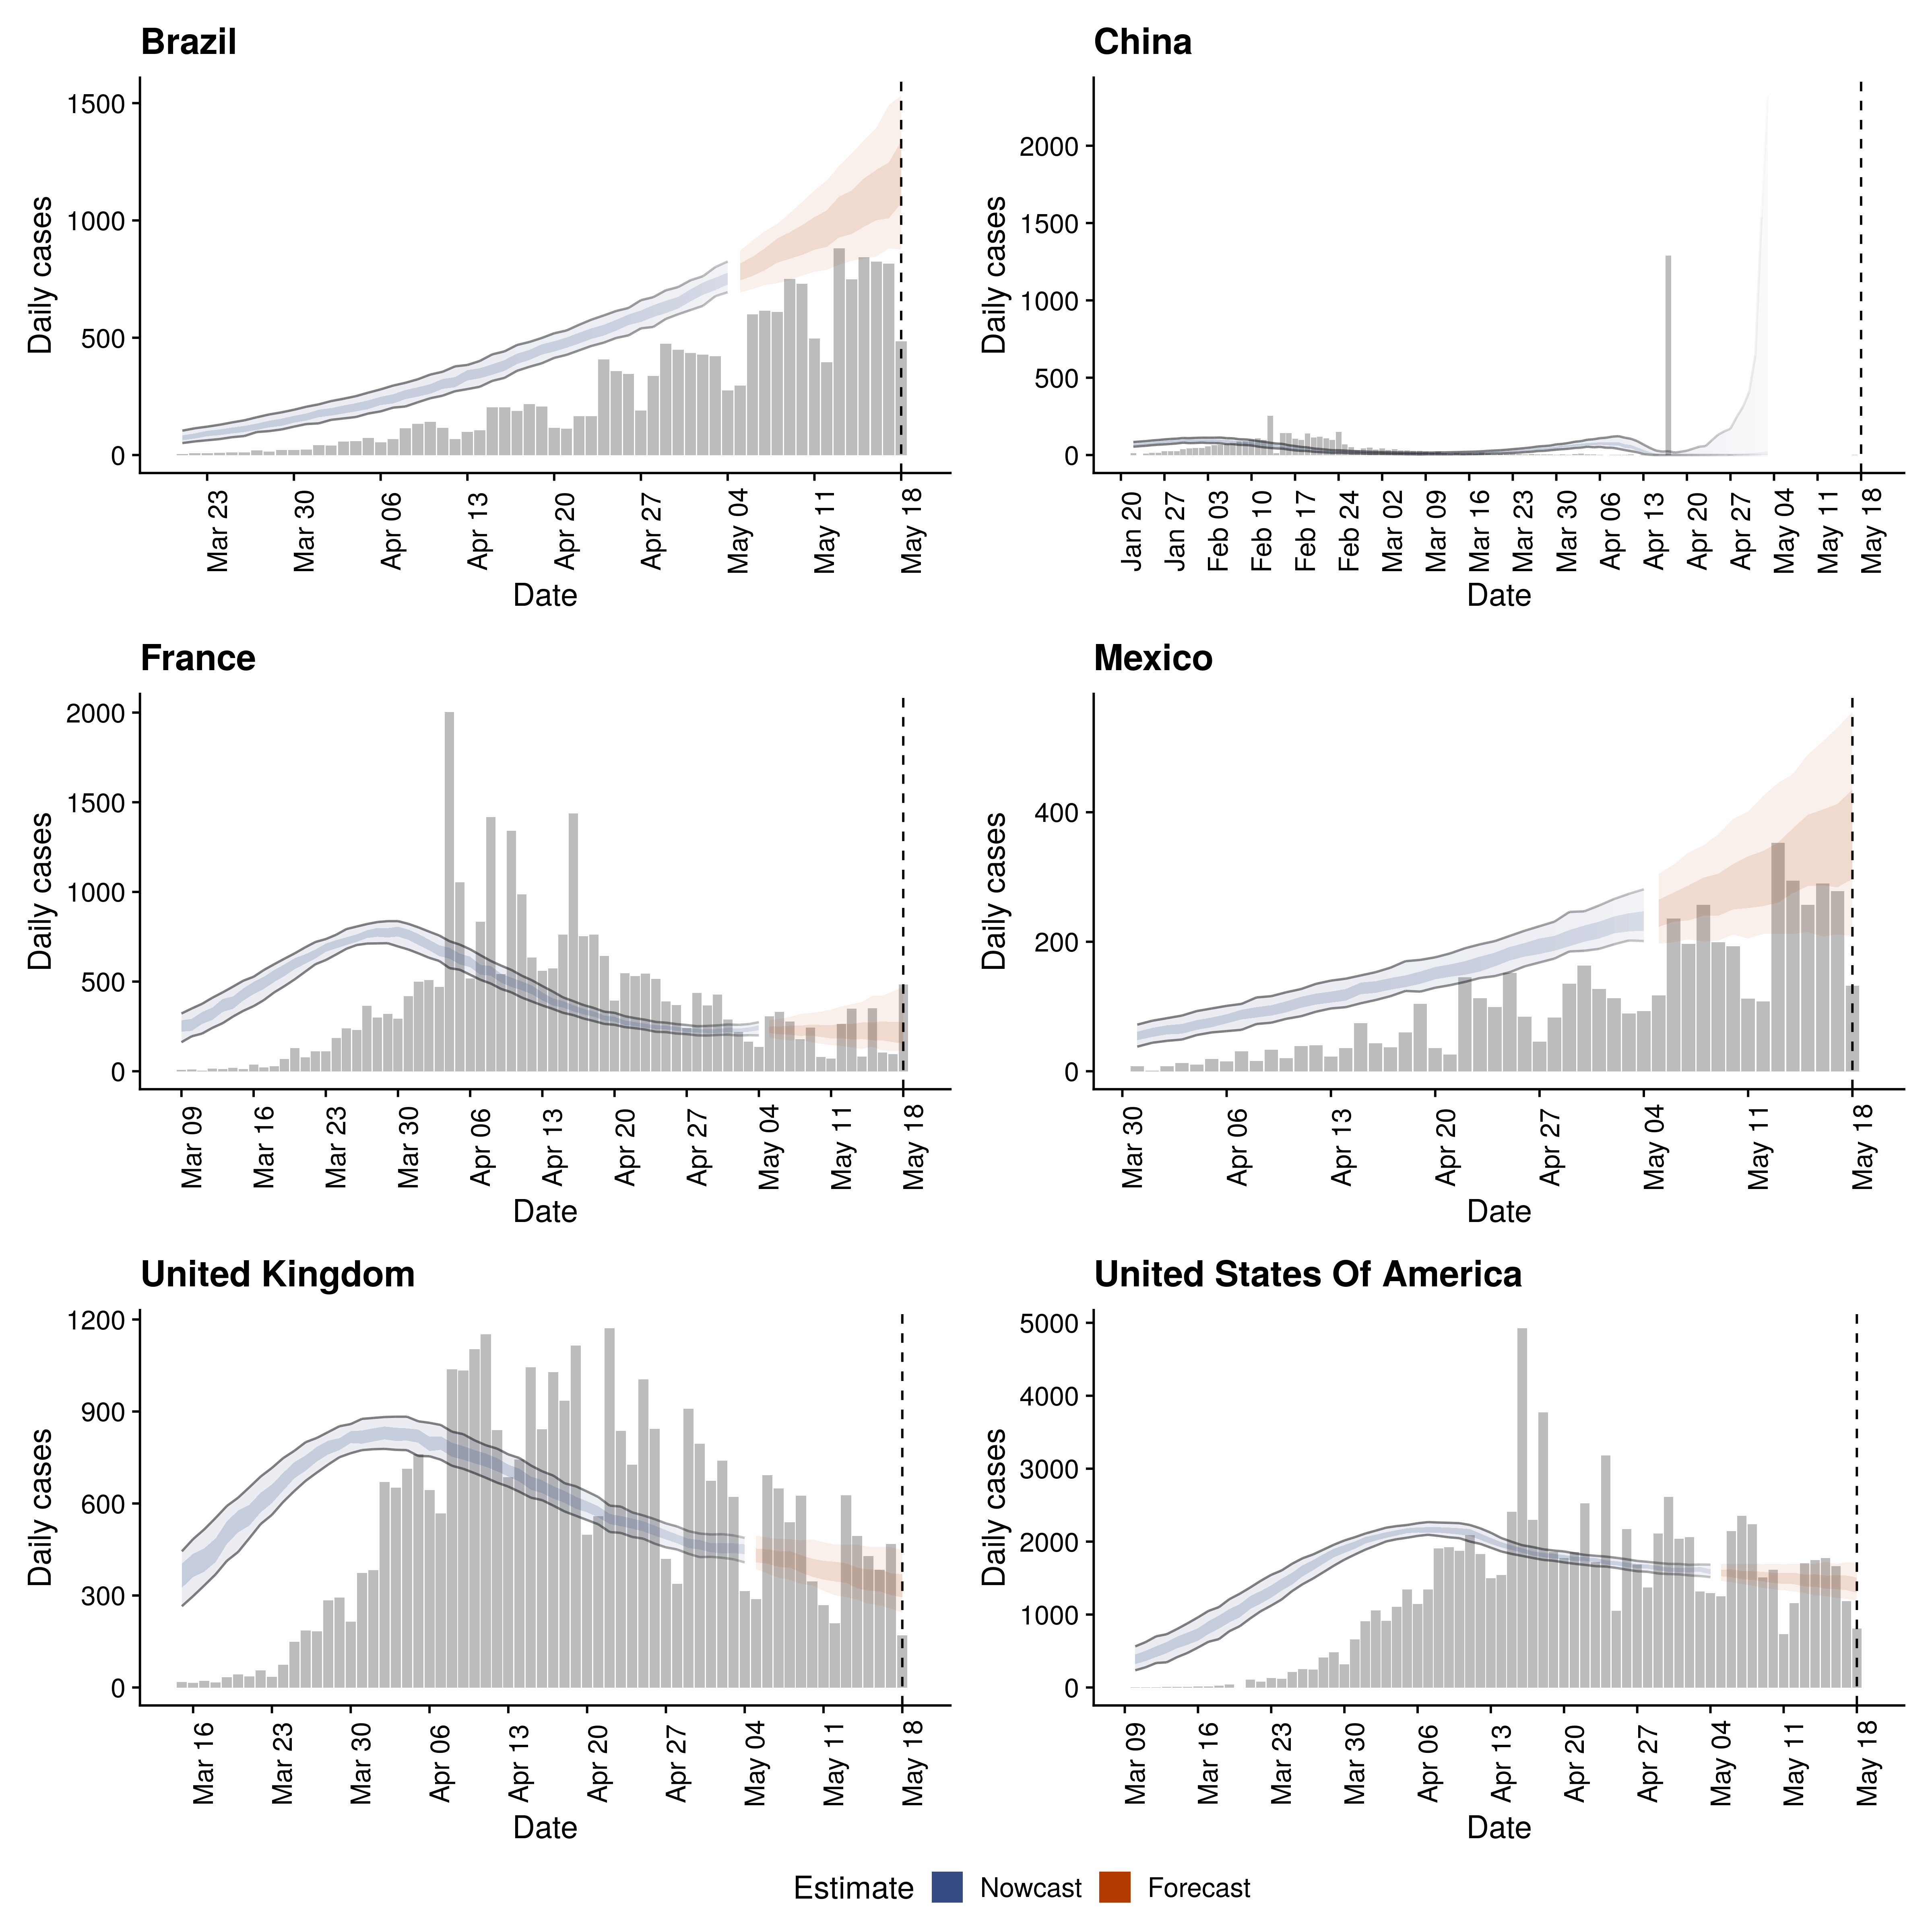 Brazil
Daily cases
1500
1000
500
0
Mar 23
Mar 30
Apr 06
Apr 13
Apr 20
Apr 27
May 04
May 11
May 18
Date
China
Daily cases
2000
1500
1000
500
0
Jan 20
Jan 27
Feb 03
Feb 10
Feb 17
Feb 24
Mar 02
Mar 09
Mar 16
Mar 23
Mar 30
Apr 06
Apr 13
Apr 20
Apr 27
May 04
May 11
May 18
Date
France
Daily cases
2000
1500
1000
500
0
Mar 09
Mar 16
Mar 23
Mar 30
Apr 06
Apr 13
Apr 20
Apr 27
May 04
May 11
May 18
Date
Mexico
Daily cases
400
200
0
Mar 30
Apr 06
Apr 13
Apr 20
Apr 27
May 04
May 11
May 18
Date
United Kingdom
Daily cases
1200
900
600
300
0
Mar 16
Mar 23
Mar 30
Apr 06
Apr 13
Apr 20
Apr 27
May 04
May 11
May 18
Date
United States Of America
Daily cases
5000
4000
3000
2000
1000
0
Mar 09
Mar 16
Mar 23
Mar 30
Apr 06
Apr 13
Apr 20
Apr 27
May 04
May 11
May 18
Date
Estimate Nowcast Forecast